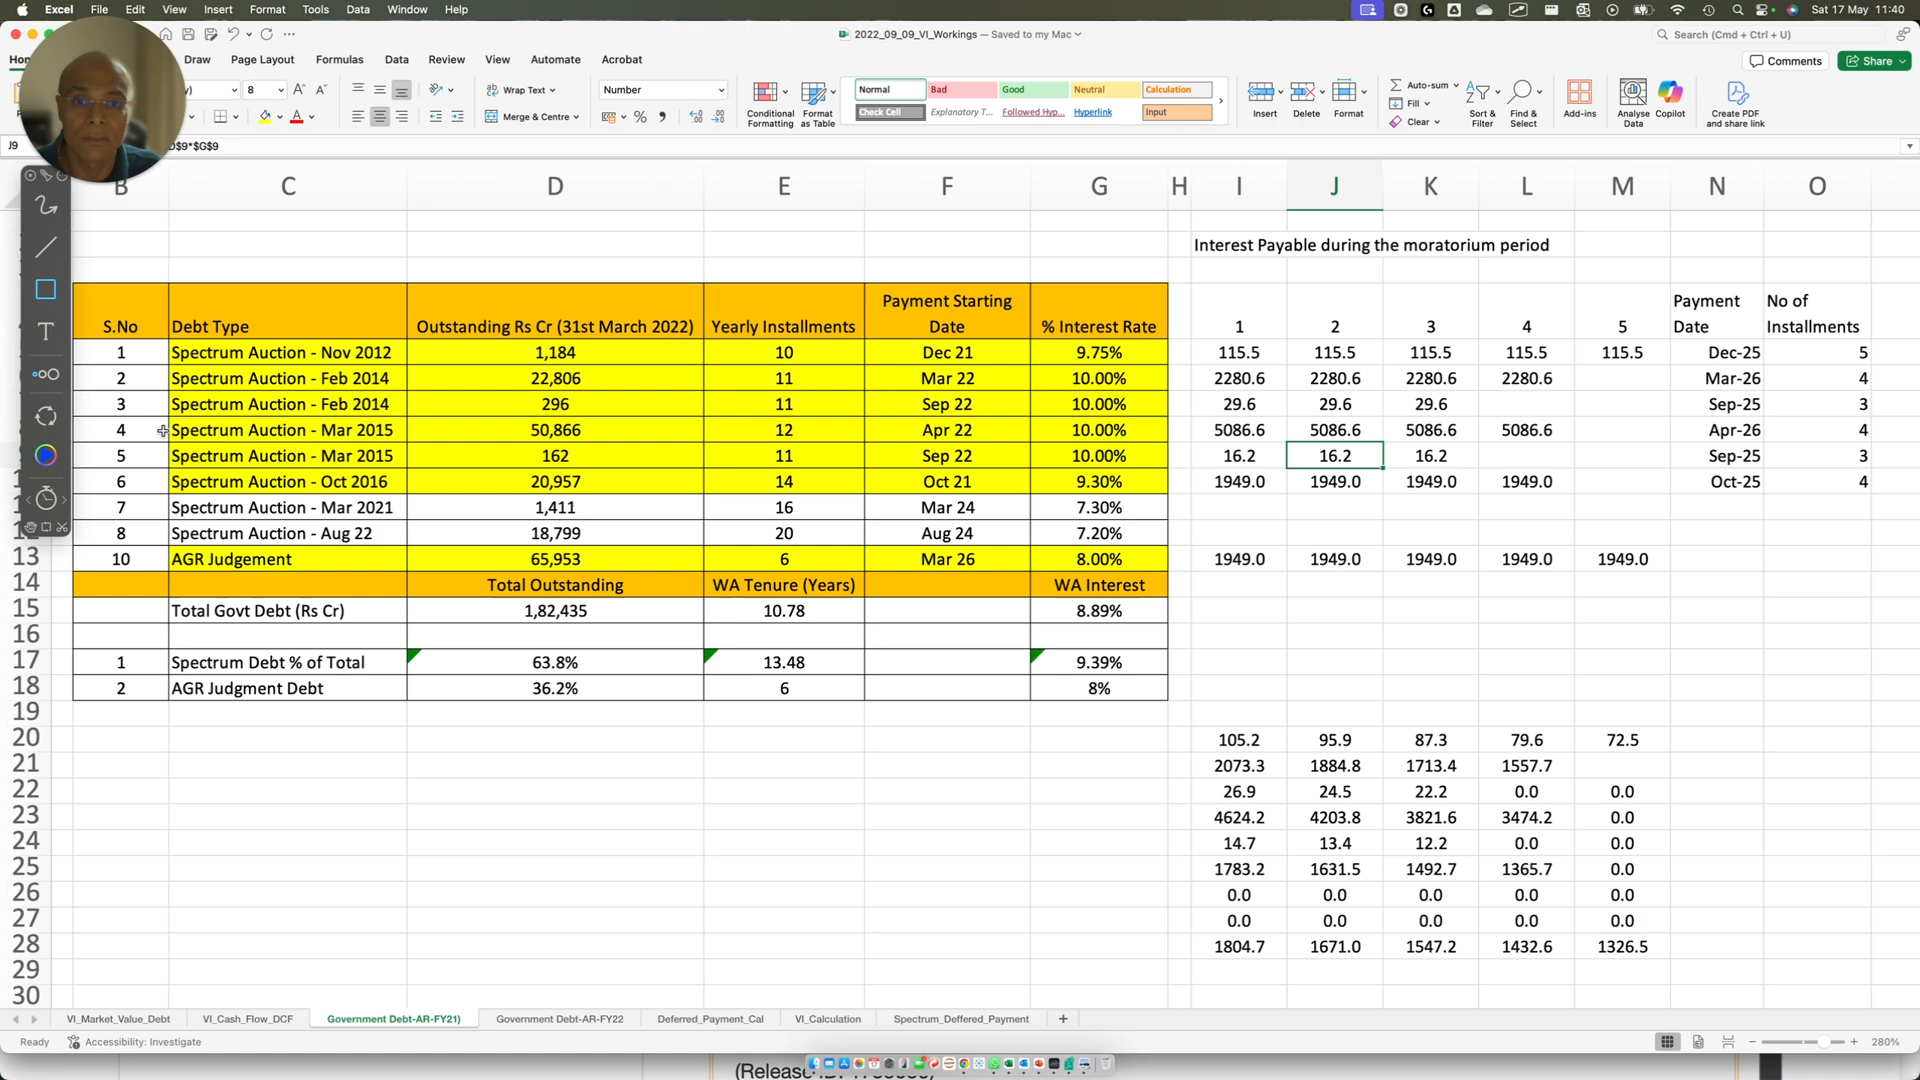 Excel File Edit View Insert Format Tools Data Window Help
Sat 17 May 11:40
2022_09_09_VI_Workings — Saved to my Mac
Search (Cmd + Ctrl + U)
Draw Page Layout Formulas Data Review View Automate Acrobat
Comments Share
8 Wrap Text Number
Merge & Centre
Conditional Formatting
Format as Table
Normal Bad Good Neutral Calculation
Check Cell Explanatory T... Followed Hyp... Hyperlink Input
Insert Delete Format
Auto-sum
Fill
Clear
Sort & Filter
Find & Select
Add-ins
Analyse Data
Copilot
Create PDF and share link
J9 $9*$G$9
B C D E F G H I J K L M N O
Interest Payable during the moratorium period
S.No Debt Type Outstanding Rs Cr (31st March 2022) Yearly Installments Payment Starting Date % Interest Rate 1 2 3 4 5 Payment Date No of Installments
1 Spectrum Auction - Nov 2012 1,184 10 Dec 21 9.75% 115.5 115.5 115.5 115.5 115.5 Dec-25 5
2 Spectrum Auction - Feb 2014 22,806 11 Mar 22 10.00% 2280.6 2280.6 2280.6 2280.6 Mar-26 4
3 Spectrum Auction - Feb 2014 296 11 Sep 22 10.00% 29.6 29.6 29.6 Sep-25 3
4 Spectrum Auction - Mar 2015 50,866 12 Apr 22 10.00% 5086.6 5086.6 5086.6 5086.6 Apr-26 4
5 Spectrum Auction - Mar 2015 162 11 Sep 22 10.00% 16.2 16.2 16.2 Sep-25 3
6 Spectrum Auction - Oct 2016 20,957 14 Oct 21 9.30% 1949.0 1949.0 1949.0 1949.0 Oct-25 4
7 Spectrum Auction - Mar 2021 1,411 16 Mar 24 7.30%
8 Spectrum Auction - Aug 22 18,799 20 Aug 24 7.20%
13 10 AGR Judgement 65,953 6 Mar 26 8.00% 1949.0 1949.0 1949.0 1949.0 1949.0
14 Total Outstanding WA Tenure (Years) WA Interest
15 Total Govt Debt (Rs Cr) 1,82,435 10.78 8.89%
16
17 1 Spectrum Debt % of Total 63.8% 13.48 9.39%
18 2 AGR Judgment Debt 36.2% 6 8%
19
20 105.2 95.9 87.3 79.6 72.5
21 2073.3 1884.8 1713.4 1557.7
22 26.9 24.5 22.2 0.0 0.0
23 4624.2 4203.8 3821.6 3474.2 0.0
24 14.7 13.4 12.2 0.0 0.0
25 1783.2 1631.5 1492.7 1365.7 0.0
26 0.0 0.0 0.0 0.0 0.0
27 0.0 0.0 0.0 0.0 0.0
28 1804.7 1671.0 1547.2 1432.6 1326.5
29
30
VI_Market_Value_Debt VI_Cash_Flow_DCF Government Debt-AR-FY21) Government Debt-AR-FY22 Deferred_Payment_Cal VI_Calculation Spectrum_Deffered_Payment
Ready Accessibility: Investigate 280%